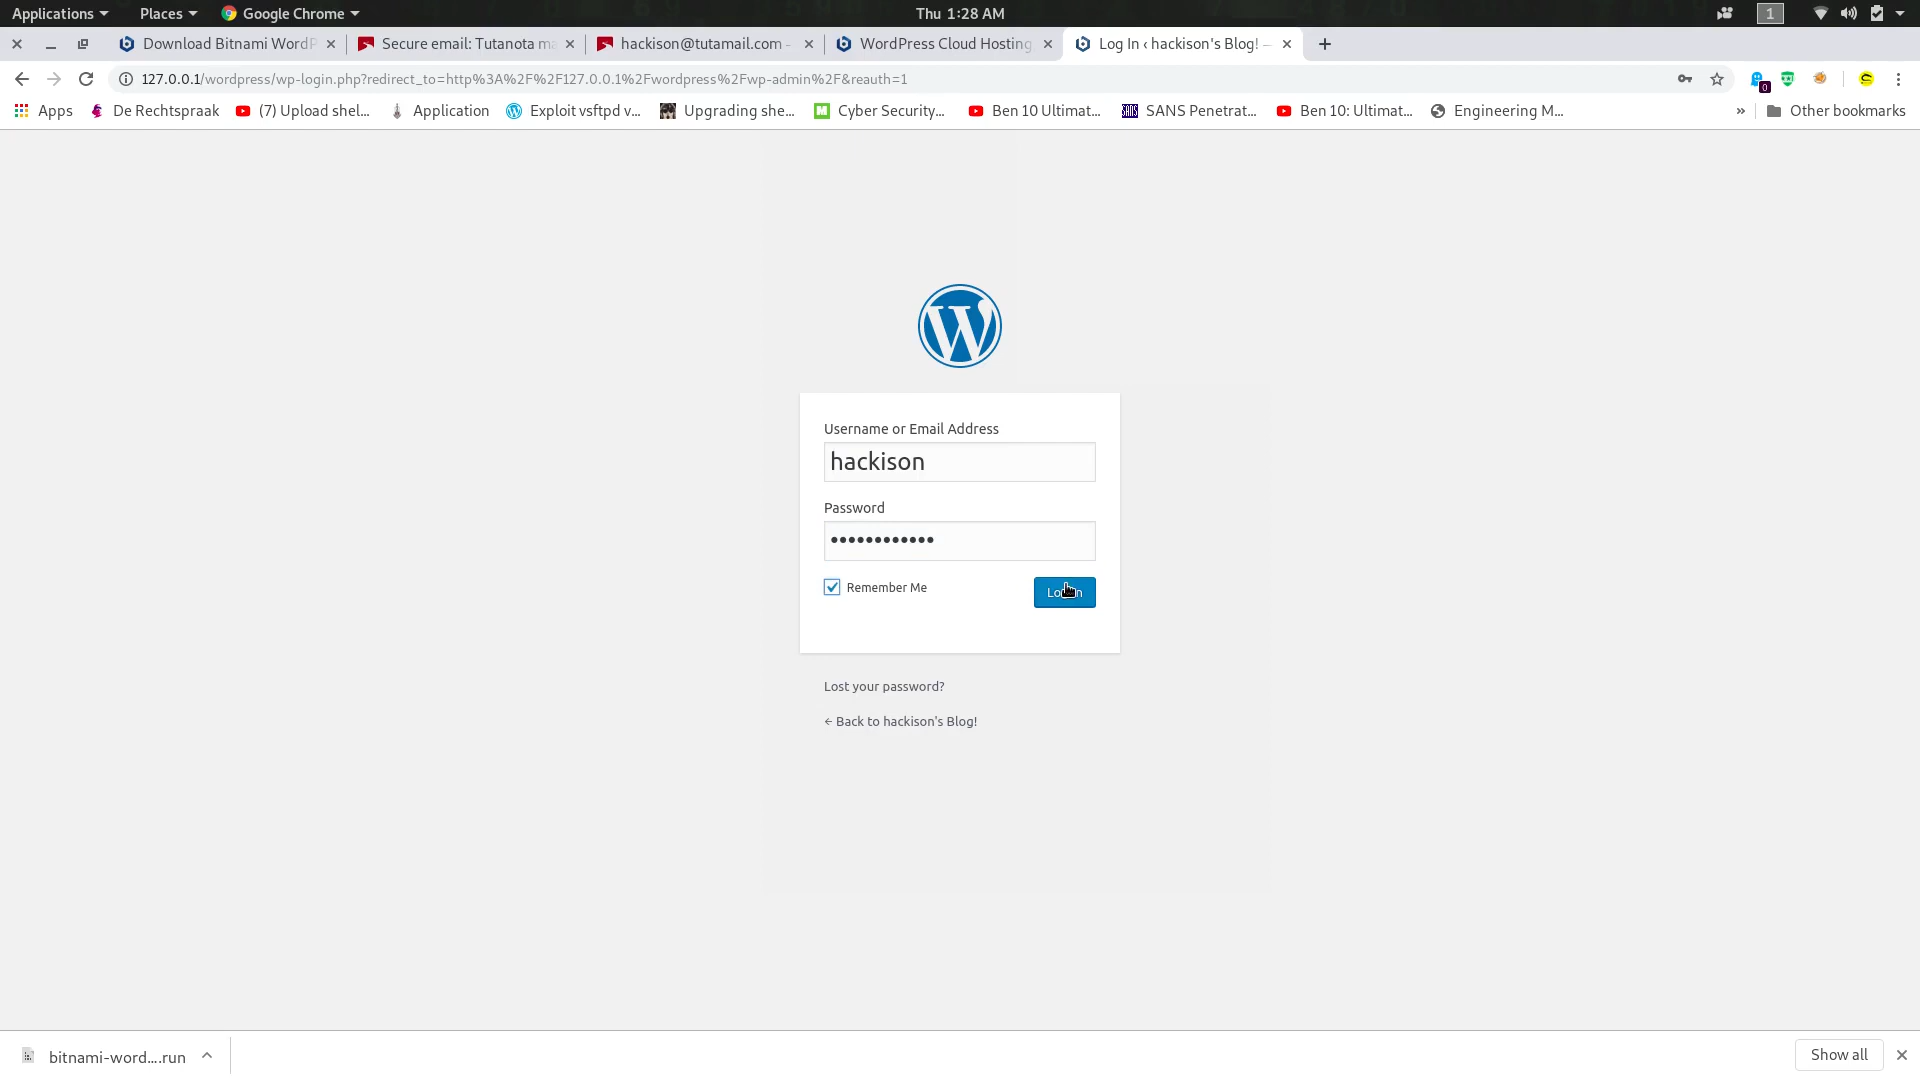 Applications Places Google Chrome Thu 1:28 AM 1
Download Bitnami WordP Secure email: Tutanota ma hackison@tutamail.com - WordPress Cloud Hosting Log In ‹ hackison's Blog! —
127.0.0.1/wordpress/wp-login.php?redirect_to=http%3A%2F%2F127.0.0.1%2Fwordpress%2Fwp-admin%2F&reauth=1 0
Apps De Rechtspraak (7) Upload shel... Application Exploit vsftpd v... Upgrading she... Cyber Security... Ben 10 Ultimat... SANS Penetrat... Ben 10: Ultimat... Engineering M... » Other bookmarks
Username or Email Address
hackison
Password
••••••••••••
Remember Me
Lost your password?
← Back to hackison's Blog!
bitnami-word....run Show all